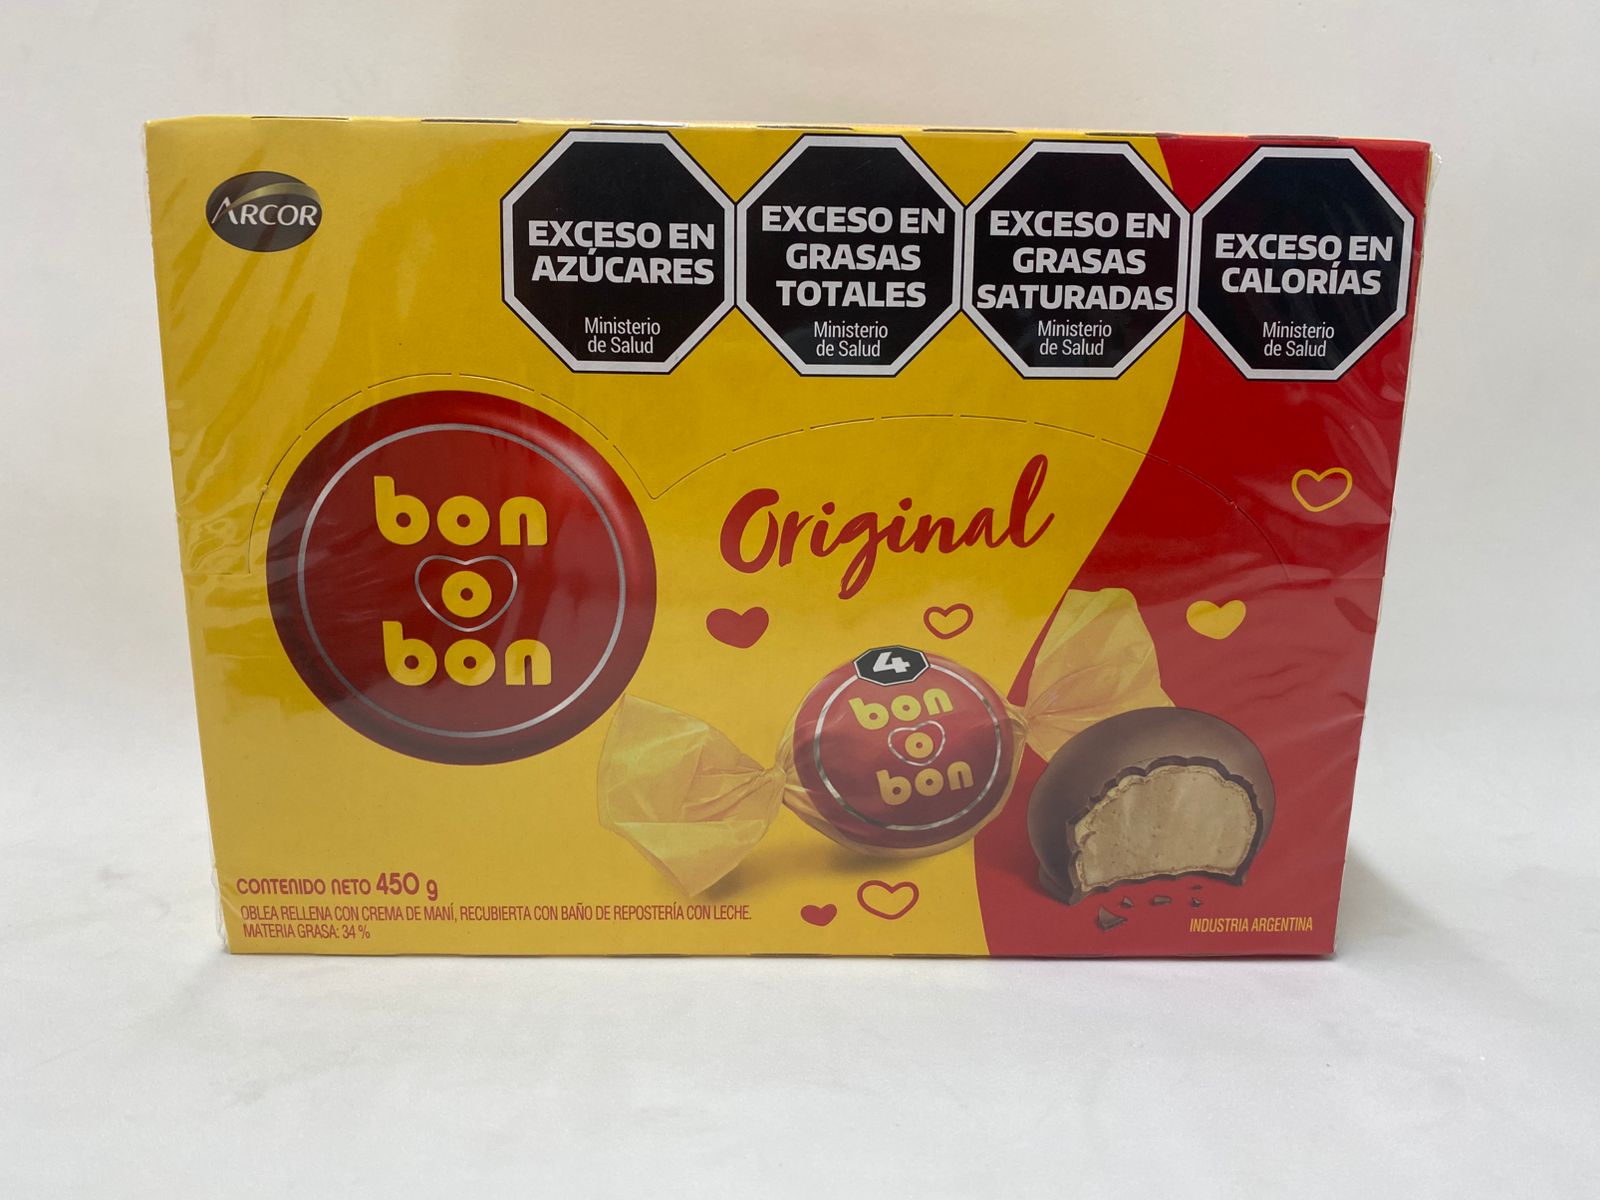 ARCOR
EXCESO EN
AZÚCARES
Ministerio
de Salud
EXCESO EN
GRASAS
TOTALES
Ministerio
de Salud
EXCESO EN
GRASAS
SATURADAS
Ministerio
de Salud
EXCESO EN
CALORÍAS
Ministerio
de Salud
bon
o
bon
Original
4
bon
o
bon
CONTENIDO NETO 450 g
OBLEA RELLENA CON CREMA DE MANÍ, RECUBIERTA CON BAÑO DE REPOSTERÍA CON LECHE.
MATERIA GRASA: 34 %
INDUSTRIA ARGENTINA